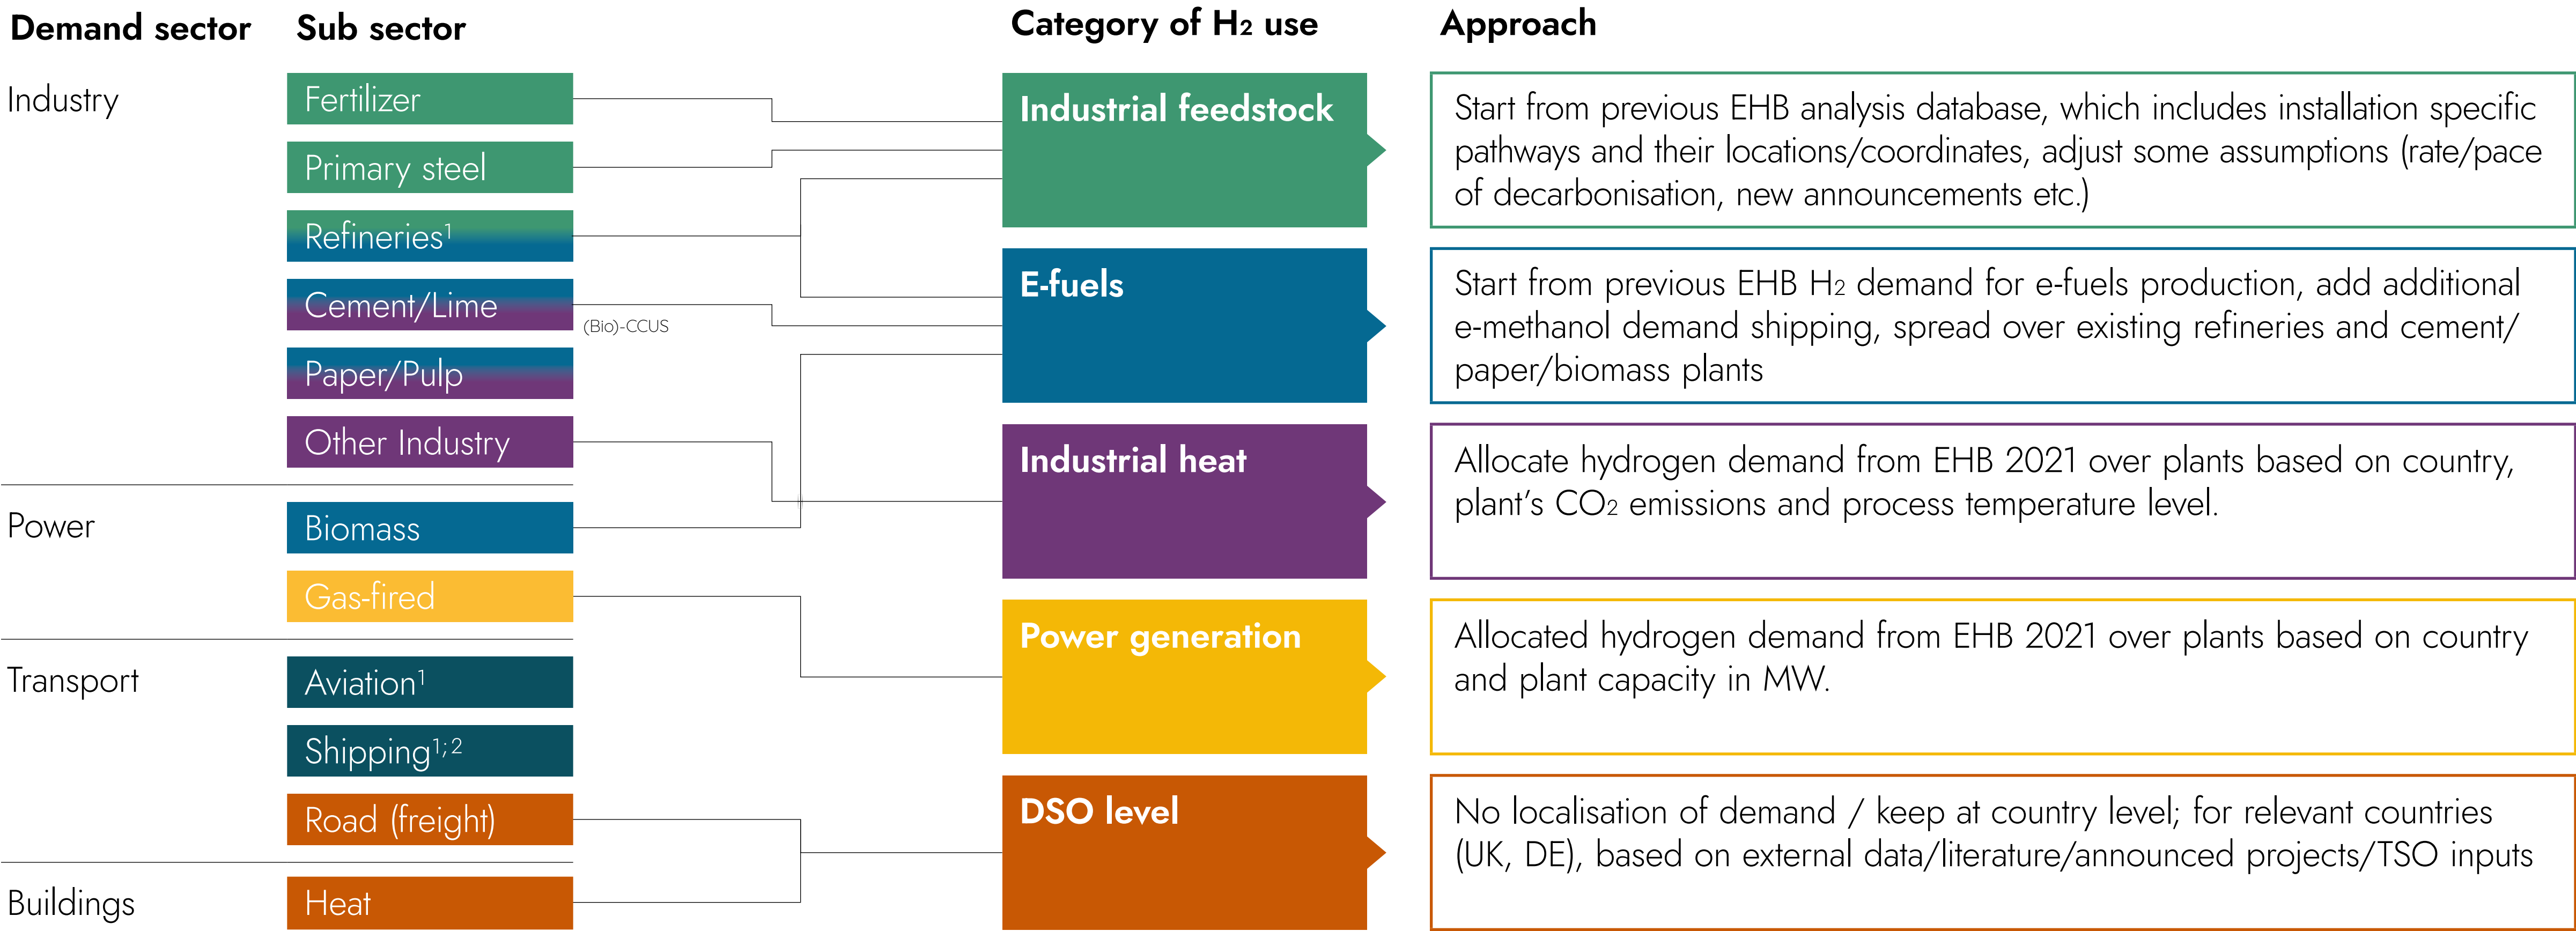 Demand sector
Sub sector
Category of H₂ use
Approach
Industry
Fertilizer
Primary steel
Refineries¹
Cement/Lime
(Bio)-CCUS
Paper/Pulp
Other Industry
Power
Biomass
Gas-fired
Transport
Aviation¹
Shipping¹;²
Road (freight)
Buildings
Heat
Industrial feedstock
Start from previous EHB analysis database, which includes installation specific
pathways and their locations/coordinates, adjust some assumptions (rate/pace
of decarbonisation, new announcements etc.)
E-fuels
Start from previous EHB H₂ demand for e-fuels production, add additional
e-methanol demand shipping, spread over existing refineries and cement/
paper/biomass plants
Industrial heat
Allocate hydrogen demand from EHB 2021 over plants based on country,
plant’s CO₂ emissions and process temperature level.
Power generation
Allocated hydrogen demand from EHB 2021 over plants based on country
and plant capacity in MW.
DSO level
No localisation of demand / keep at country level; for relevant countries
(UK, DE), based on external data/literature/announced projects/TSO inputs